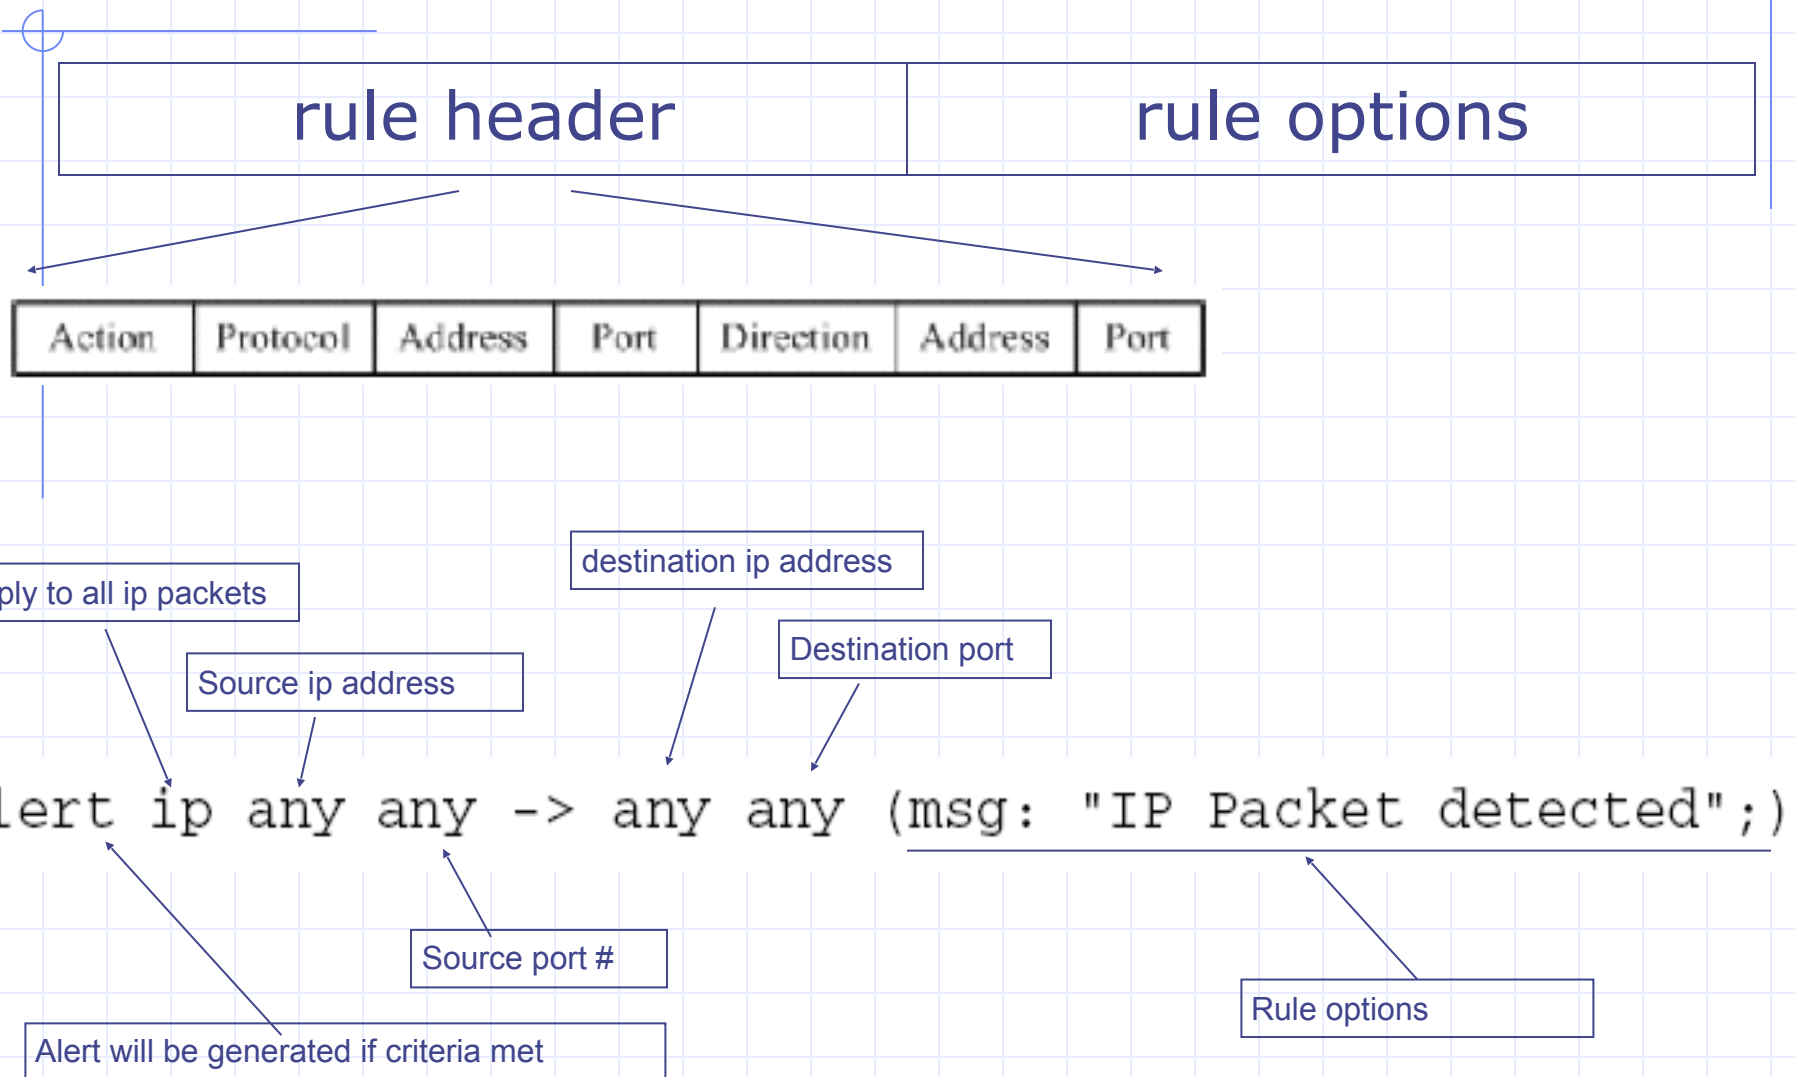 rule header rule options
Action Protocol Address Port Direction Address Port
destination ip address
ply to all ip packets
Destination port
Source ip address
lert ip any any -> any any (msg: "IP Packet detected";)
Source port #
Rule options
Alert will be generated if criteria met